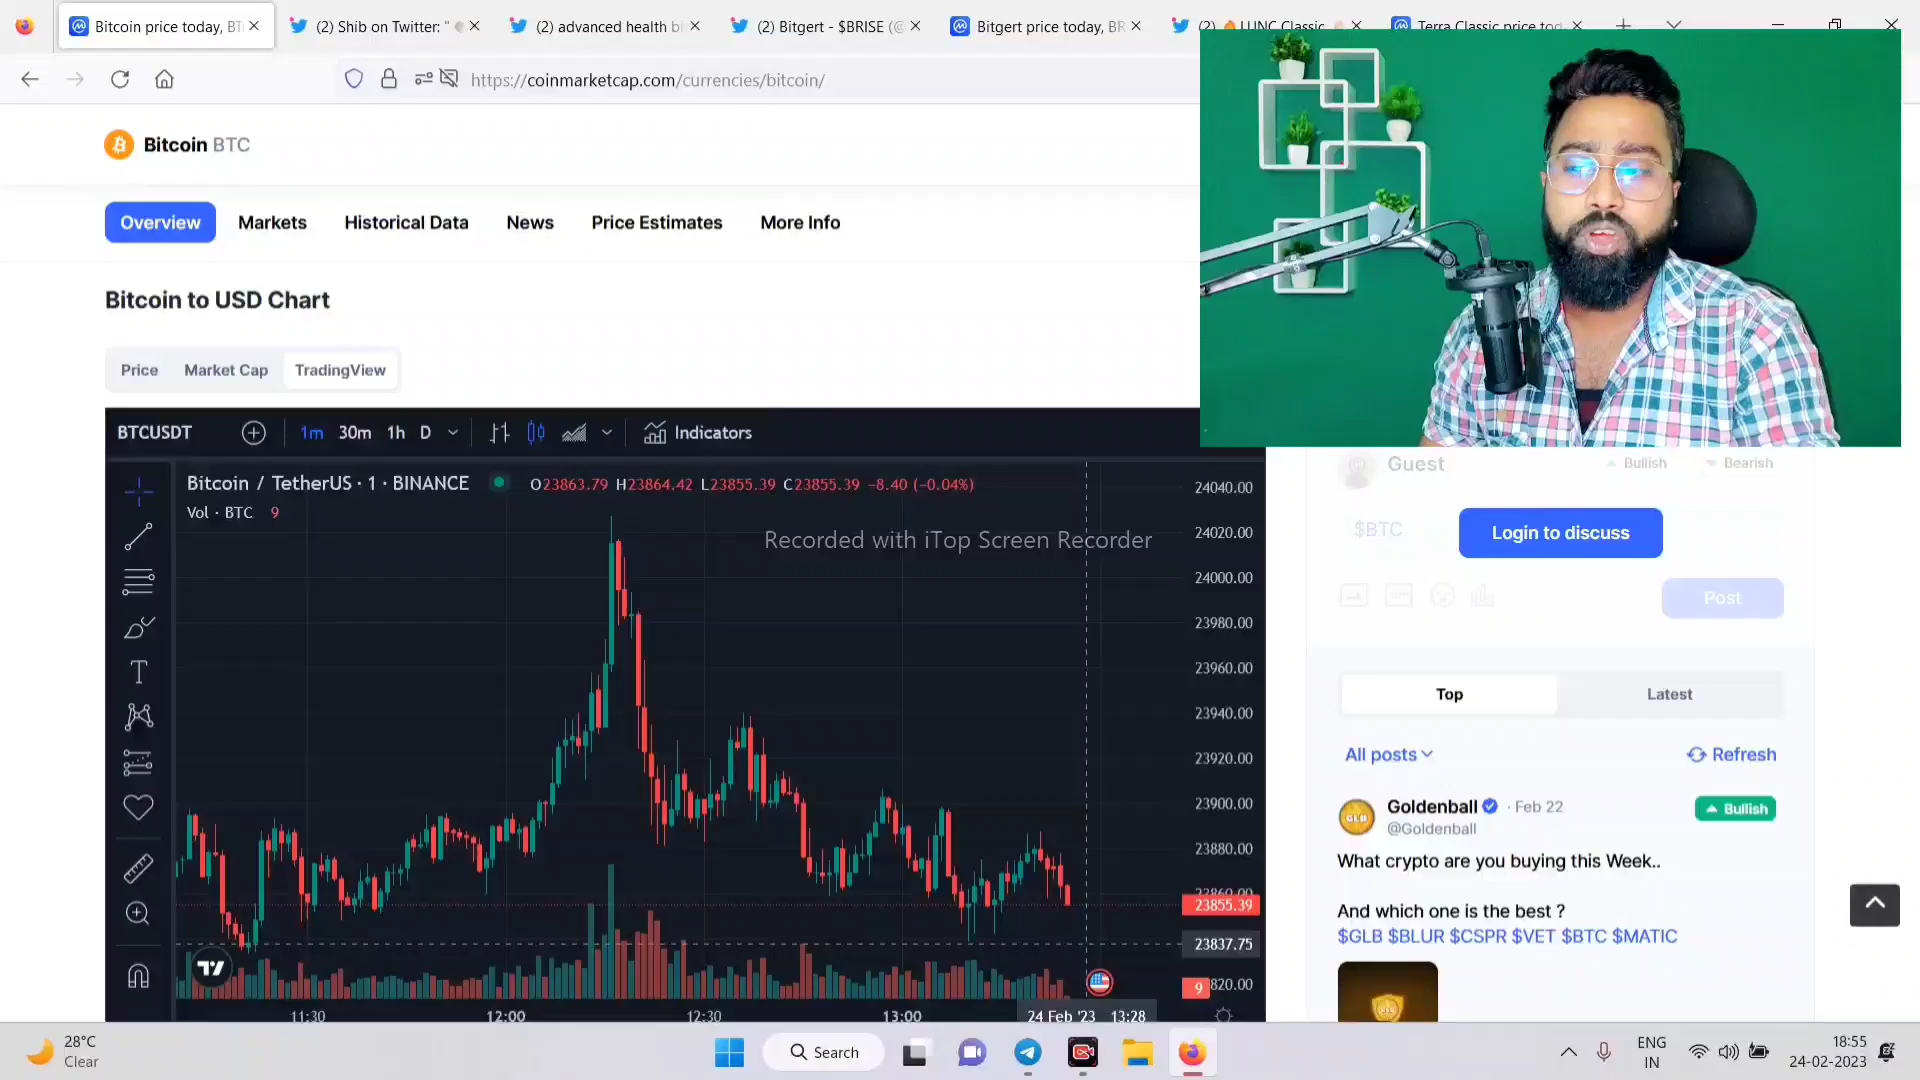 Bitcoin price today, BT
(2) Shib on Twitter: "
(2) advanced health b
(2) Bitgert - $BRISE (@
Bitgert price today, BR
(2) LUNC Classic
Terra Classic price tod
https://coinmarketcap.com/currencies/bitcoin/
Bitcoin BTC
Overview Markets Historical Data News Price Estimates More Info
Bitcoin to USD Chart
Price Market Cap TradingView
BTCUSDT 1m 30m 1h D Indicators
Bitcoin / TetherUS · 1 · BINANCE O23863.79 H23864.42 L23855.39 C23855.39 −8.40 (−0.04%)
Vol · BTC 9
Recorded with iTop Screen Recorder
24040.00
24020.00
24000.00
23980.00
23960.00
23940.00
23920.00
23900.00
23880.00
23860.00
23855.39
23837.75
9
820.00
11:30 12:00 12:30 13:00 24 Feb '23 13:28
Guest Bullish Bearish
$BTC
Login to discuss
Post
Top Latest
All posts Refresh
Goldenball · Feb 22 Bullish
@Goldenball
What crypto are you buying this Week..
And which one is the best ?
$GLB $BLUR $CSPR $VET $BTC $MATIC
28°C
Clear
Search
ENG
IN
18:55
24-02-2023